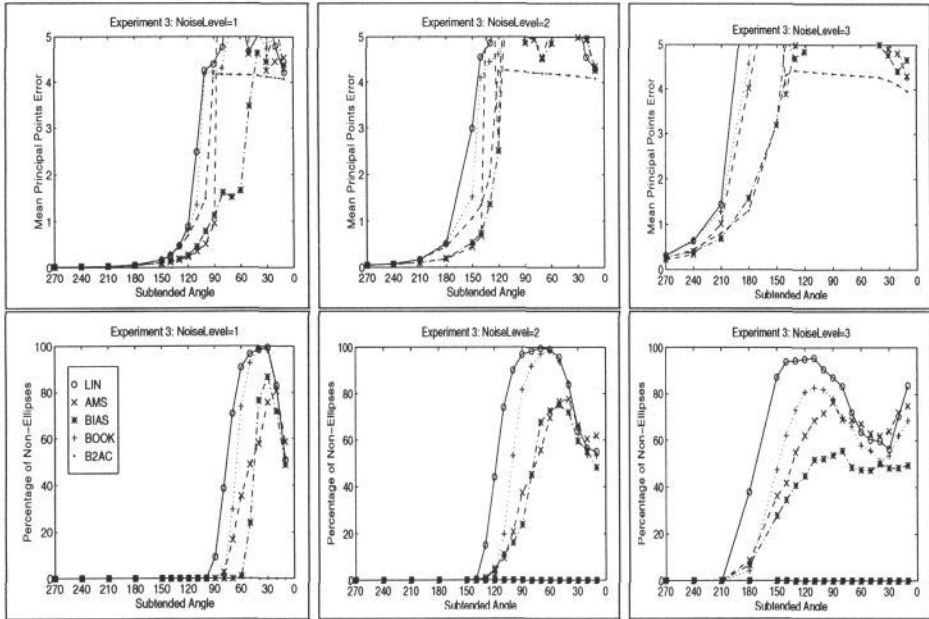 Experiment 3: NoiseLevel=1
Mean Principal Points Error
5
4
3
2
1
0
270 240 210 180 150 120 90 60 30 0
Subtended Angle
Experiment 3: NoiseLevel=2
Mean Principal Points Error
5
4
3
2
1
0
270 240 210 180 150 120 90 60 30 0
Subtended Angle
Experiment 3: NoiseLevel=3
Mean Principal Points Error
5
4
3
2
1
0
270 240 210 180 150 120 90 60 30 0
Subtended Angle
Experiment 3: NoiseLevel=1
Percentage of Non-Ellipses
100
80
60
40
20
0
LIN
AMS
BIAS
BOOK
B2AC
270 240 210 180 150 120 90 60 30 0
Subtended Angle
Experiment 3: NoiseLevel=2
Percentage of Non-Ellipses
100
80
60
40
20
0
270 240 210 180 150 120 90 60 30 0
Subtended Angle
Experiment 3: NoiseLevel=3
Percentage of Non-Ellipses
100
80
60
40
20
0
270 240 210 180 150 120 90 60 30 0
Subtended Angle